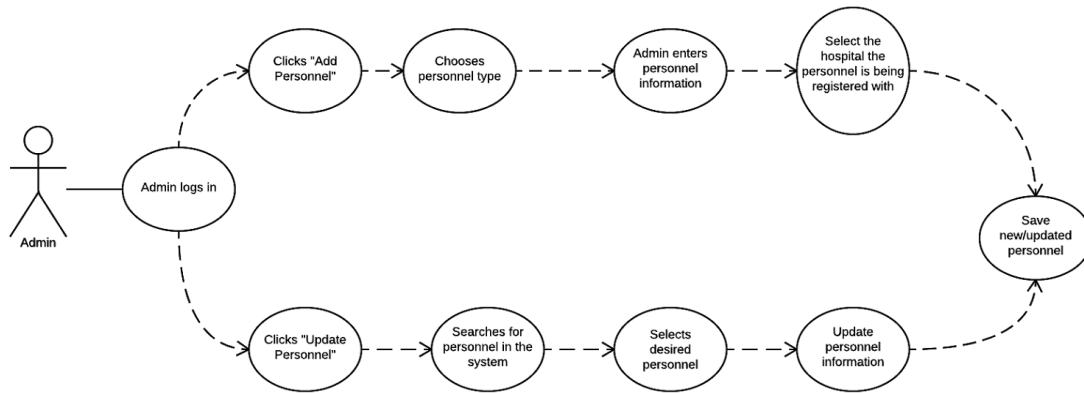 Clicks "Add
Personnel"
Chooses
personnel type
Admin enters
personnel
information
Select the
hospital the
personnel is being
registered with
Admin logs in
Admin
Save
new/updated
personnel
Clicks "Update
Personnel"
Searches for
personnel in the
system
Selects
desired
personnel
Update
personnel
information